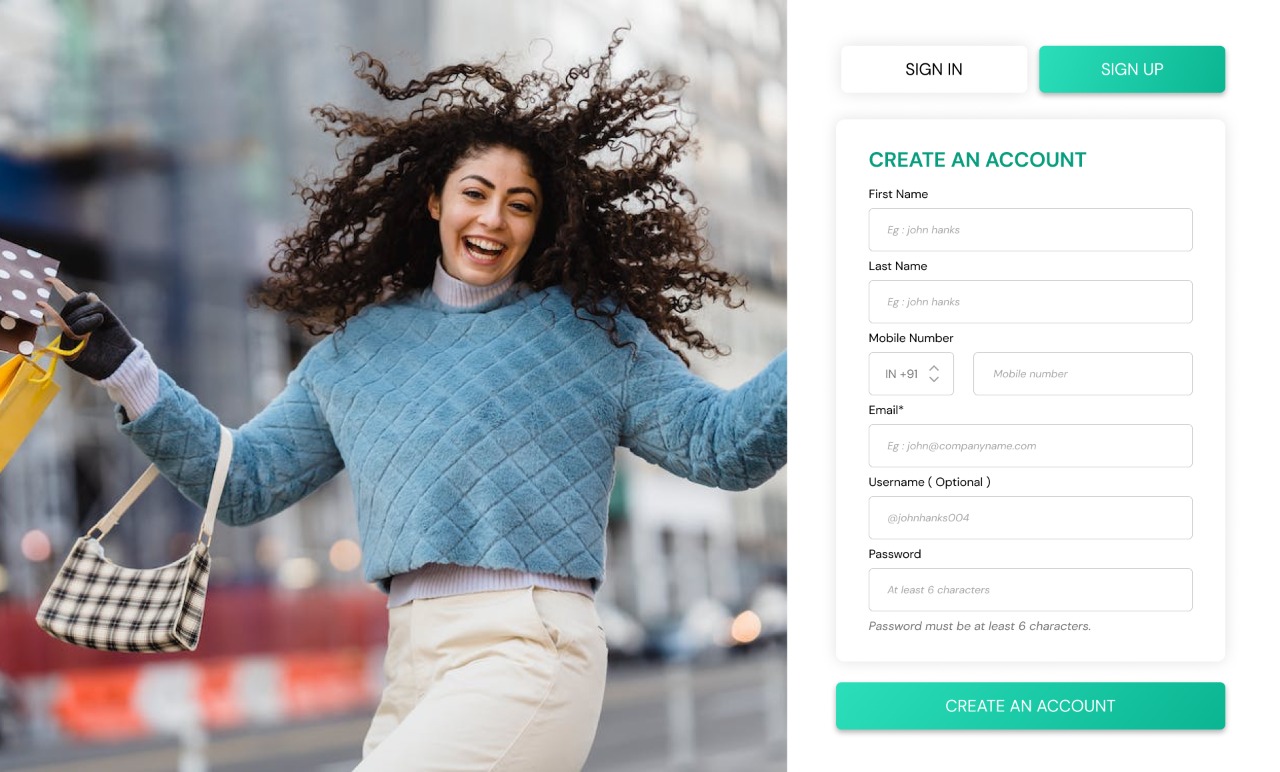 SIGN IN
SIGN UP
CREATE AN ACCOUNT
First Name
Eg : john hanks
Last Name
Eg : john hanks
Mobile Number
IN +91
Mobile number
Email*
Eg : john@companyname.com
Username ( Optional )
@johnhanks004
Password
At least 6 characters
Password must be at least 6 characters.
CREATE AN ACCOUNT